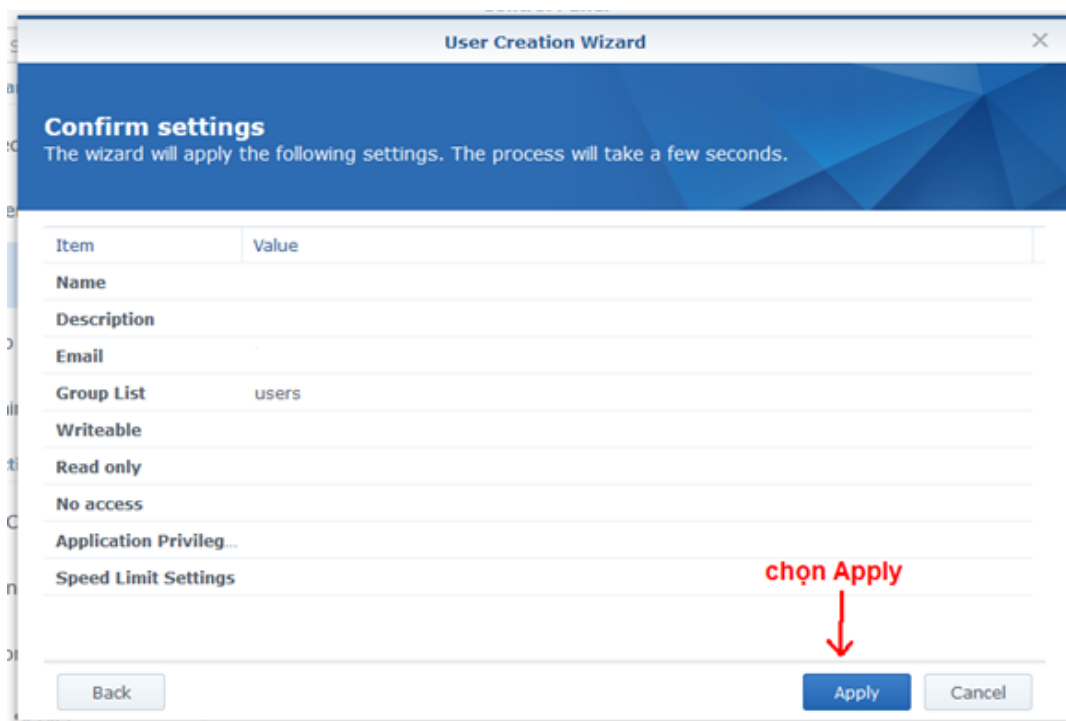 User Creation Wizard
Confirm settings
The wizard will apply the following settings. The process will take a few seconds.
Item Value
Name
Description
Email
Group List users
Writeable
Read only
No access
Application Privileg...
Speed Limit Settings
chọn Apply
Back Apply Cancel